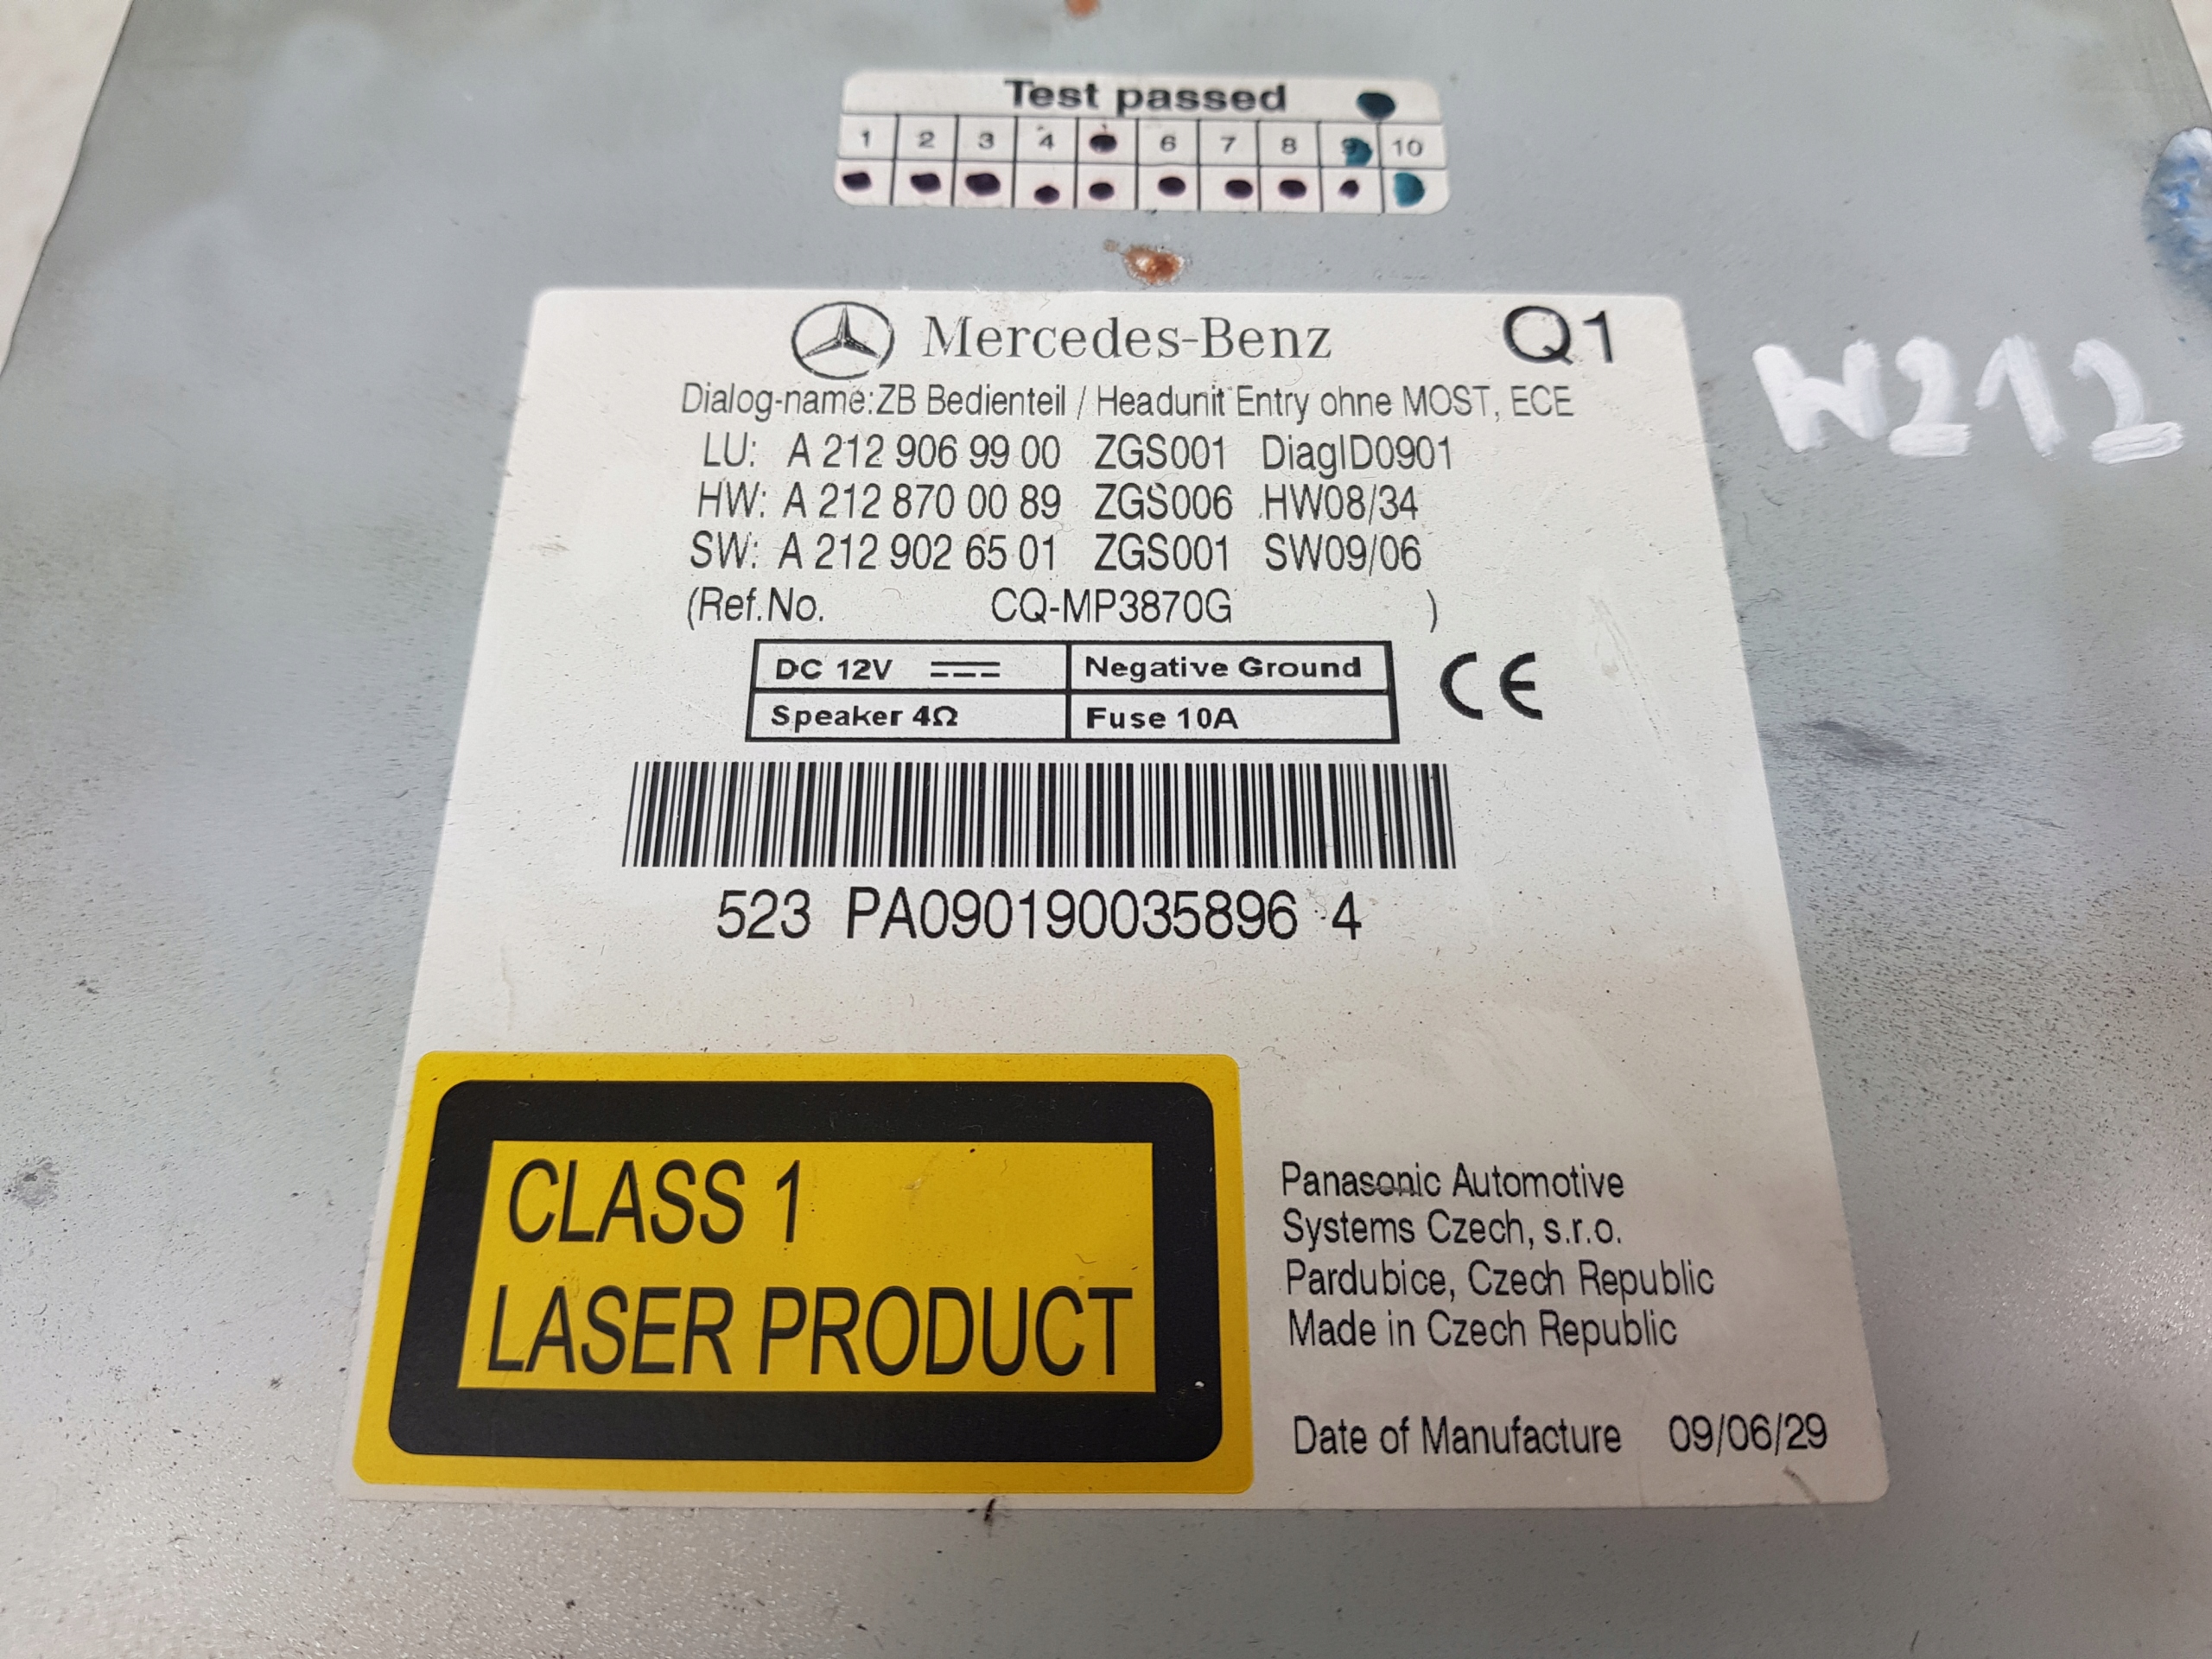 Test passed
1 2 3 4 6 7 8 9 10
Mercedes-Benz Q1
Dialog-name:ZB Bedienteil / Headunit Entry ohne MOST, ECE
LU: A 212 906 99 00 ZGS001 DiagID0901
HW: A 212 870 00 89 ZGS006 HW08/34
SW: A 212 902 65 01 ZGS001 SW09/06
(Ref.No. CQ-MP3870G )
DC 12V Negative Ground
Speaker 4Ω Fuse 10A
CE
W212
523 PA090190035896 4
CLASS 1
LASER PRODUCT
Panasonic Automotive
Systems Czech, s.r.o.
Pardubice, Czech Republic
Made in Czech Republic
Date of Manufacture 09/06/29